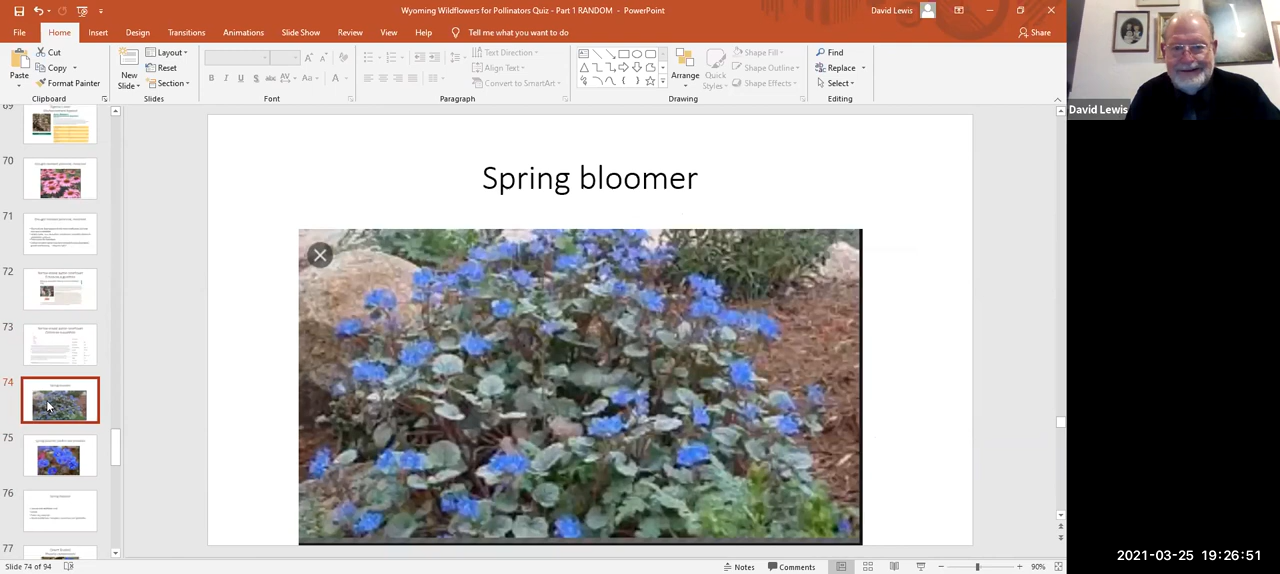 Wyoming Wildflowers for Pollinators Quiz - Part 1 RANDOM - PowerPoint
David Lewis
File Home Insert Design Transitions Animations Slide Show Review View Help Tell me what you want to do Share
Paste
Cut
Copy
Format Painter
Clipboard
New
Slide
Layout
Reset
Section
Slides
B I U S abc AV Aa A
Font
Text Direction
Align Text
Convert to SmartArt
Paragraph
Arrange
Quick
Styles
Shape Fill
Shape Outline
Shape Effects
Drawing
Find
Replace
Select
Editing
69
70
71
72
73
74
75
76
77
Spring bloomer
David Lewis
2021-03-25 19:26:51
Slide 74 of 94
Notes
Comments
90%